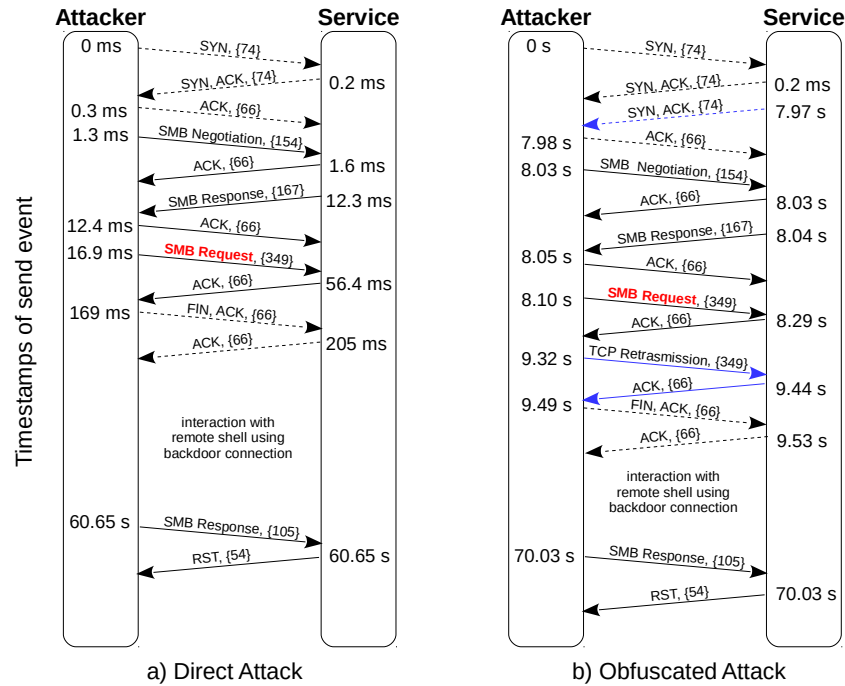 Timestamps of send event
Attacker
Service
0 ms
SYN, {74}
SYN, ACK, {74}
0.2 ms
0.3 ms
ACK, {66}
1.3 ms
SMB Negotiation, {154}
ACK, {66}
1.6 ms
SMB Response, {167}
12.3 ms
12.4 ms
ACK, {66}
16.9 ms
SMB Request, {349}
ACK, {66}
56.4 ms
169 ms
FIN, ACK, {66}
ACK, {66}
205 ms
interaction with
remote shell using
backdoor connection
60.65 s
SMB Response, {105}
RST, {54}
60.65 s
a) Direct Attack
Attacker
Service
0 s
SYN, {74}
SYN, ACK, {74}
0.2 ms
SYN, ACK, {74}
7.97 s
7.98 s
ACK, {66}
8.03 s
SMB Negotiation, {154}
ACK, {66}
8.03 s
SMB Response, {167}
8.04 s
8.05 s
ACK, {66}
8.10 s
SMB Request, {349}
ACK, {66}
8.29 s
9.32 s
TCP Retrasmission, {349}
ACK, {66}
9.44 s
9.49 s
FIN, ACK, {66}
ACK, {66}
9.53 s
interaction with
remote shell using
backdoor connection
70.03 s
SMB Response, {105}
RST, {54}
70.03 s
b) Obfuscated Attack